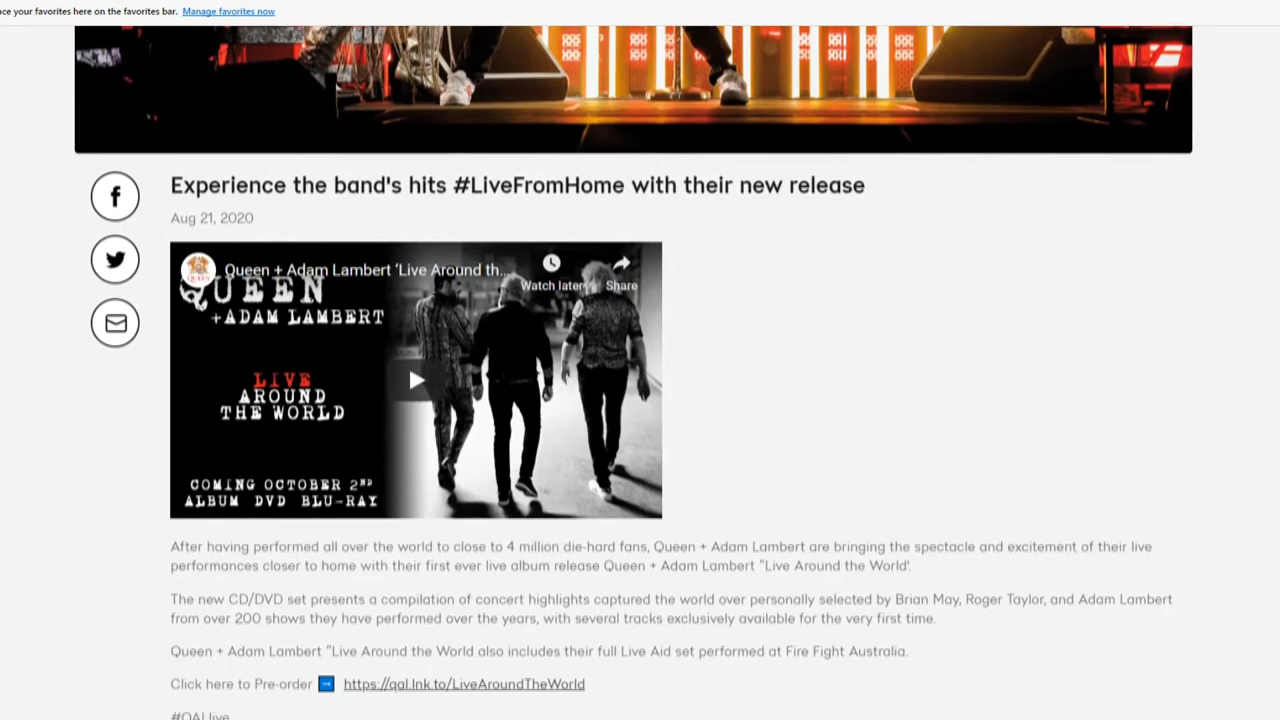 ce your favorites here on the favorites bar. Manage favorites now
Experience the band's hits #LiveFromHome with their new release
Aug 21, 2020
Queen + Adam Lambert ‘Live Around th...
Watch later
Share
QUEEN
+ADAM LAMBERT
LIVE
AROUND
THE WORLD
COMING OCTOBER 2ND
ALBUM DVD BLU-RAY
After having performed all over the world to close to 4 million die-hard fans, Queen + Adam Lambert are bringing the spectacle and excitement of their live
performances closer to home with their first ever live album release Queen + Adam Lambert "Live Around the World'.
The new CD/DVD set presents a compilation of concert highlights captured the world over personally selected by Brian May, Roger Taylor, and Adam Lambert
from over 200 shows they have performed over the years, with several tracks exclusively available for the very first time.
Queen + Adam Lambert "Live Around the World also includes their full Live Aid set performed at Fire Fight Australia.
Click here to Pre-order ➡ https://qal.lnk.to/LiveAroundTheWorld
#QALlive